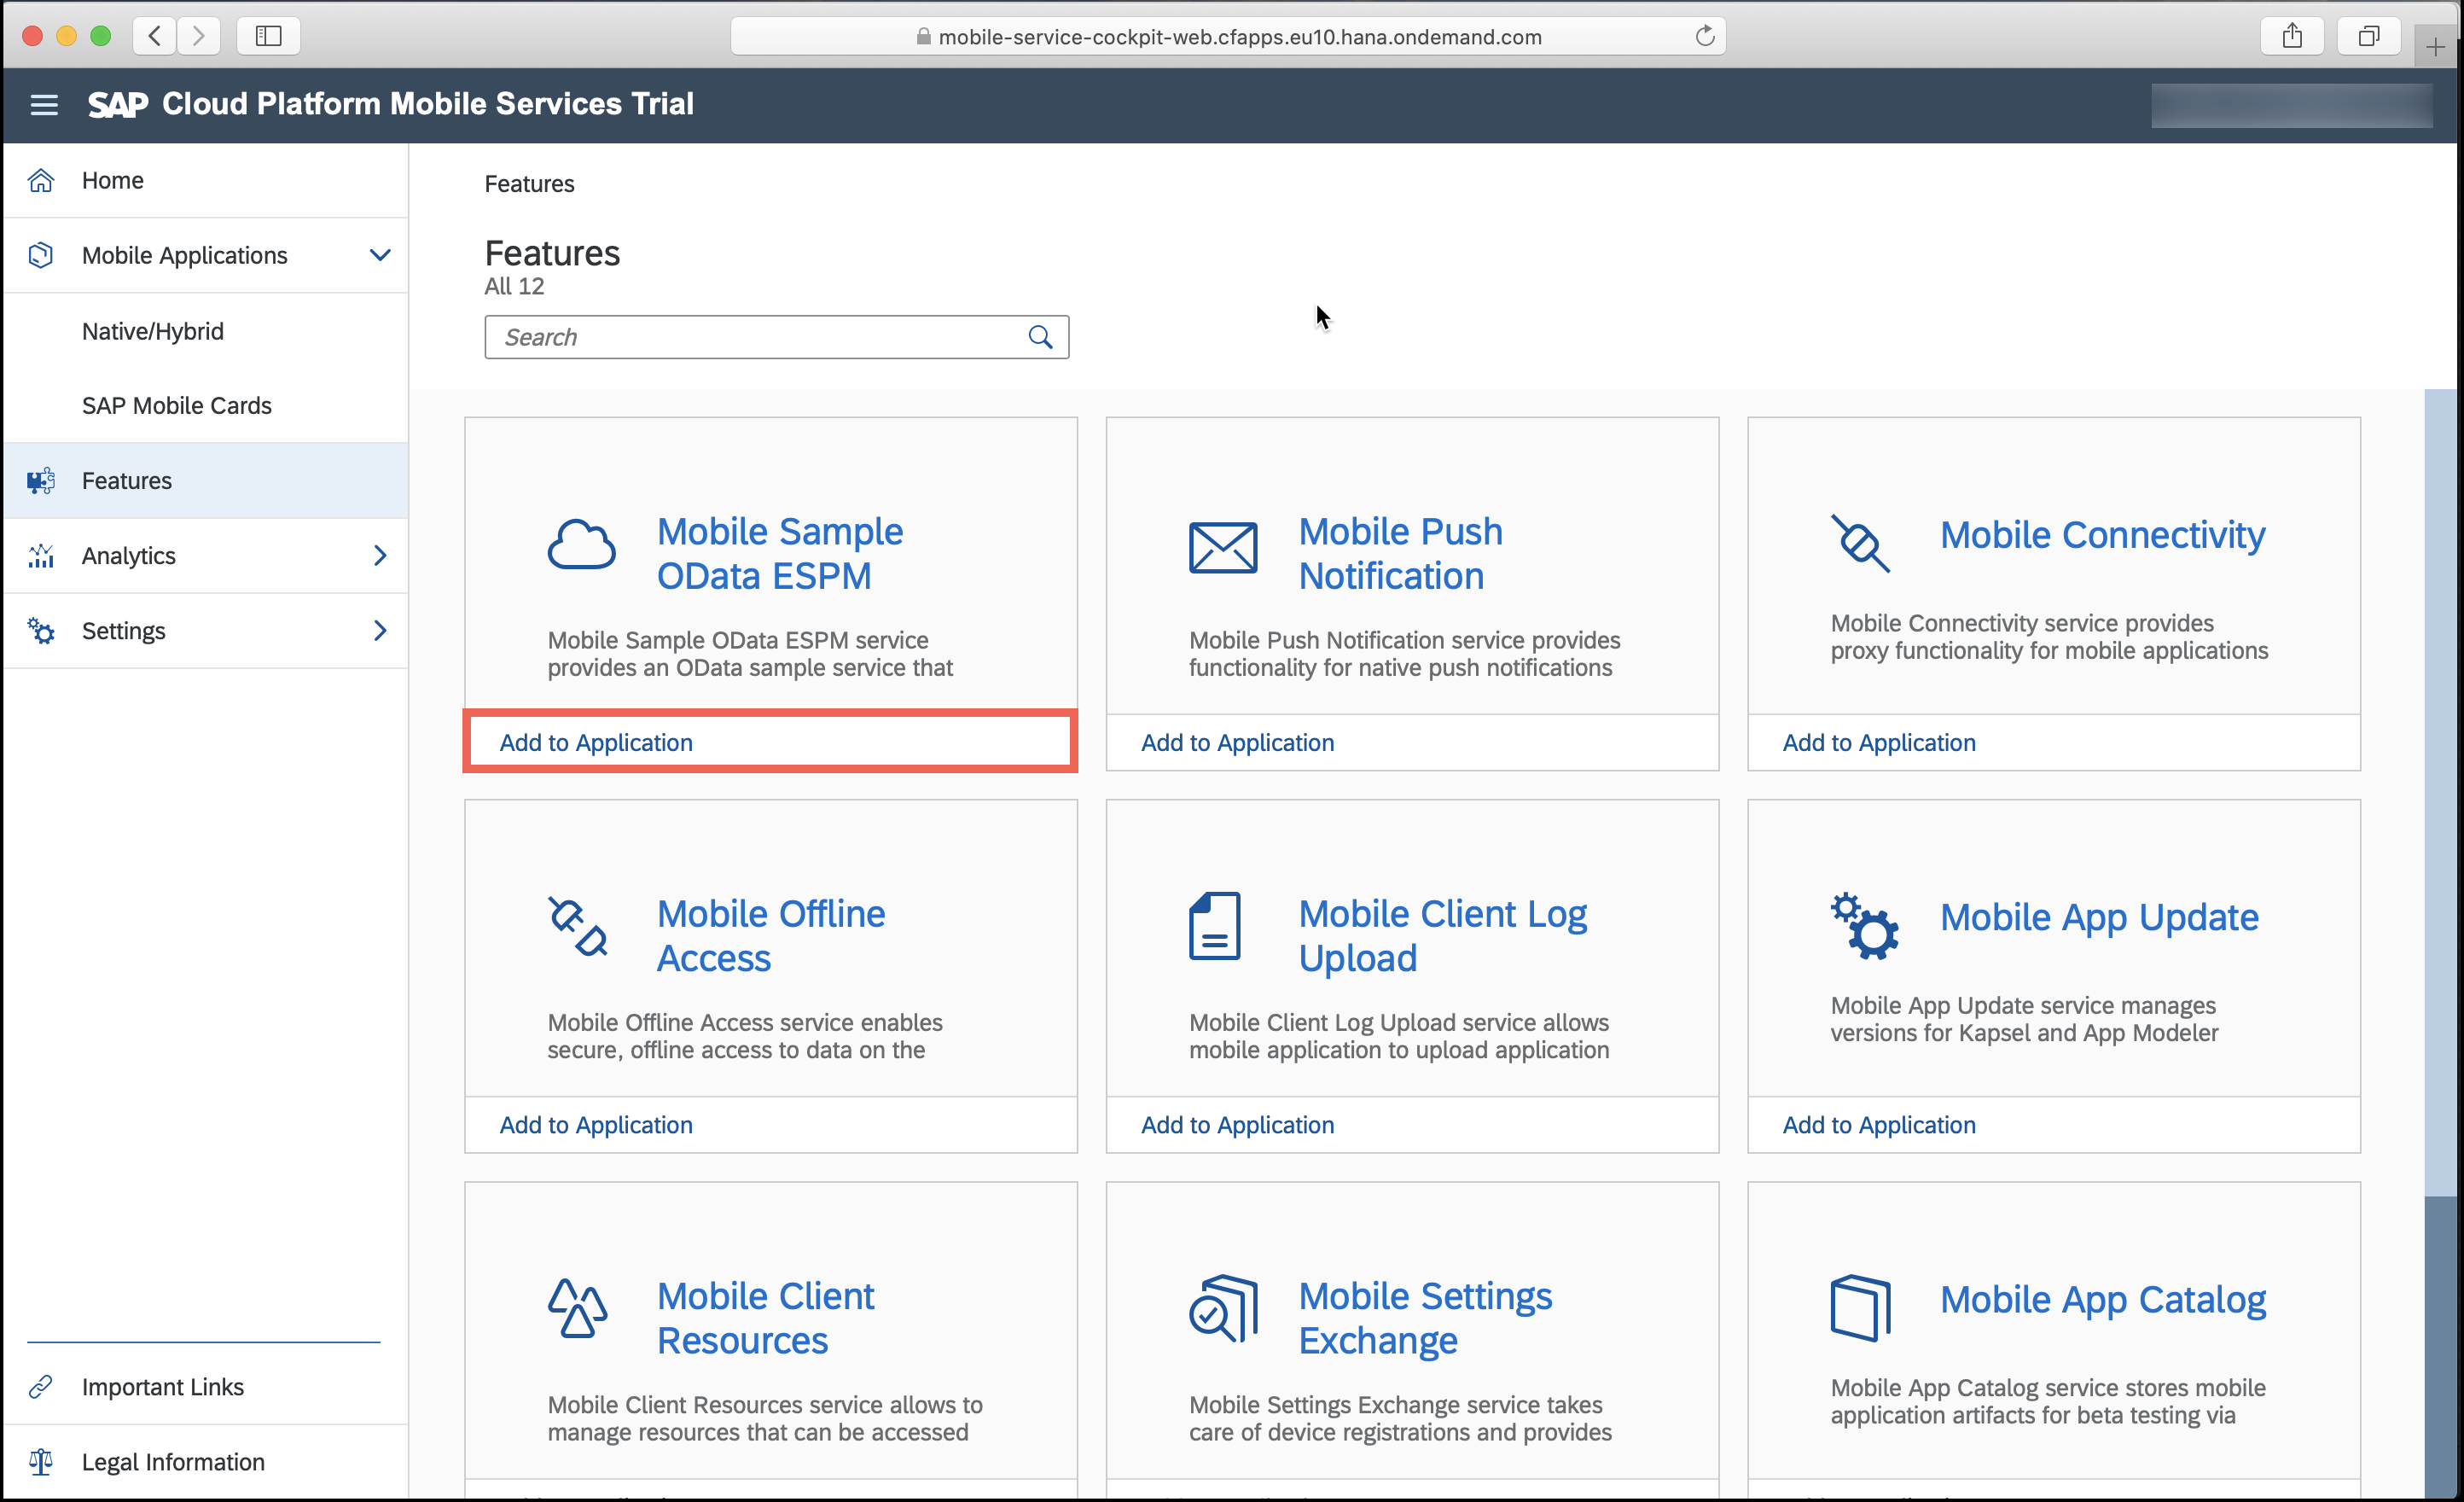 mobile-service-cockpit-web.cfapps.eu10.hana.ondemand.com
SAP Cloud Platform Mobile Services Trial
Home
Mobile Applications
Native/Hybrid
SAP Mobile Cards
Features
Analytics
Settings
Important Links
Legal Information
Features
Features
All 12
Search
Mobile Sample
OData ESPM
Mobile Sample OData ESPM service
provides an OData sample service that
Add to Application
Mobile Push
Notification
Mobile Push Notification service provides
functionality for native push notifications
Add to Application
Mobile Connectivity
Mobile Connectivity service provides
proxy functionality for mobile applications
Add to Application
Mobile Offline
Access
Mobile Offline Access service enables
secure, offline access to data on the
Add to Application
Mobile Client Log
Upload
Mobile Client Log Upload service allows
mobile application to upload application
Add to Application
Mobile App Update
Mobile App Update service manages
versions for Kapsel and App Modeler
Add to Application
Mobile Client
Resources
Mobile Client Resources service allows to
manage resources that can be accessed
Mobile Settings
Exchange
Mobile Settings Exchange service takes
care of device registrations and provides
Mobile App Catalog
Mobile App Catalog service stores mobile
application artifacts for beta testing via